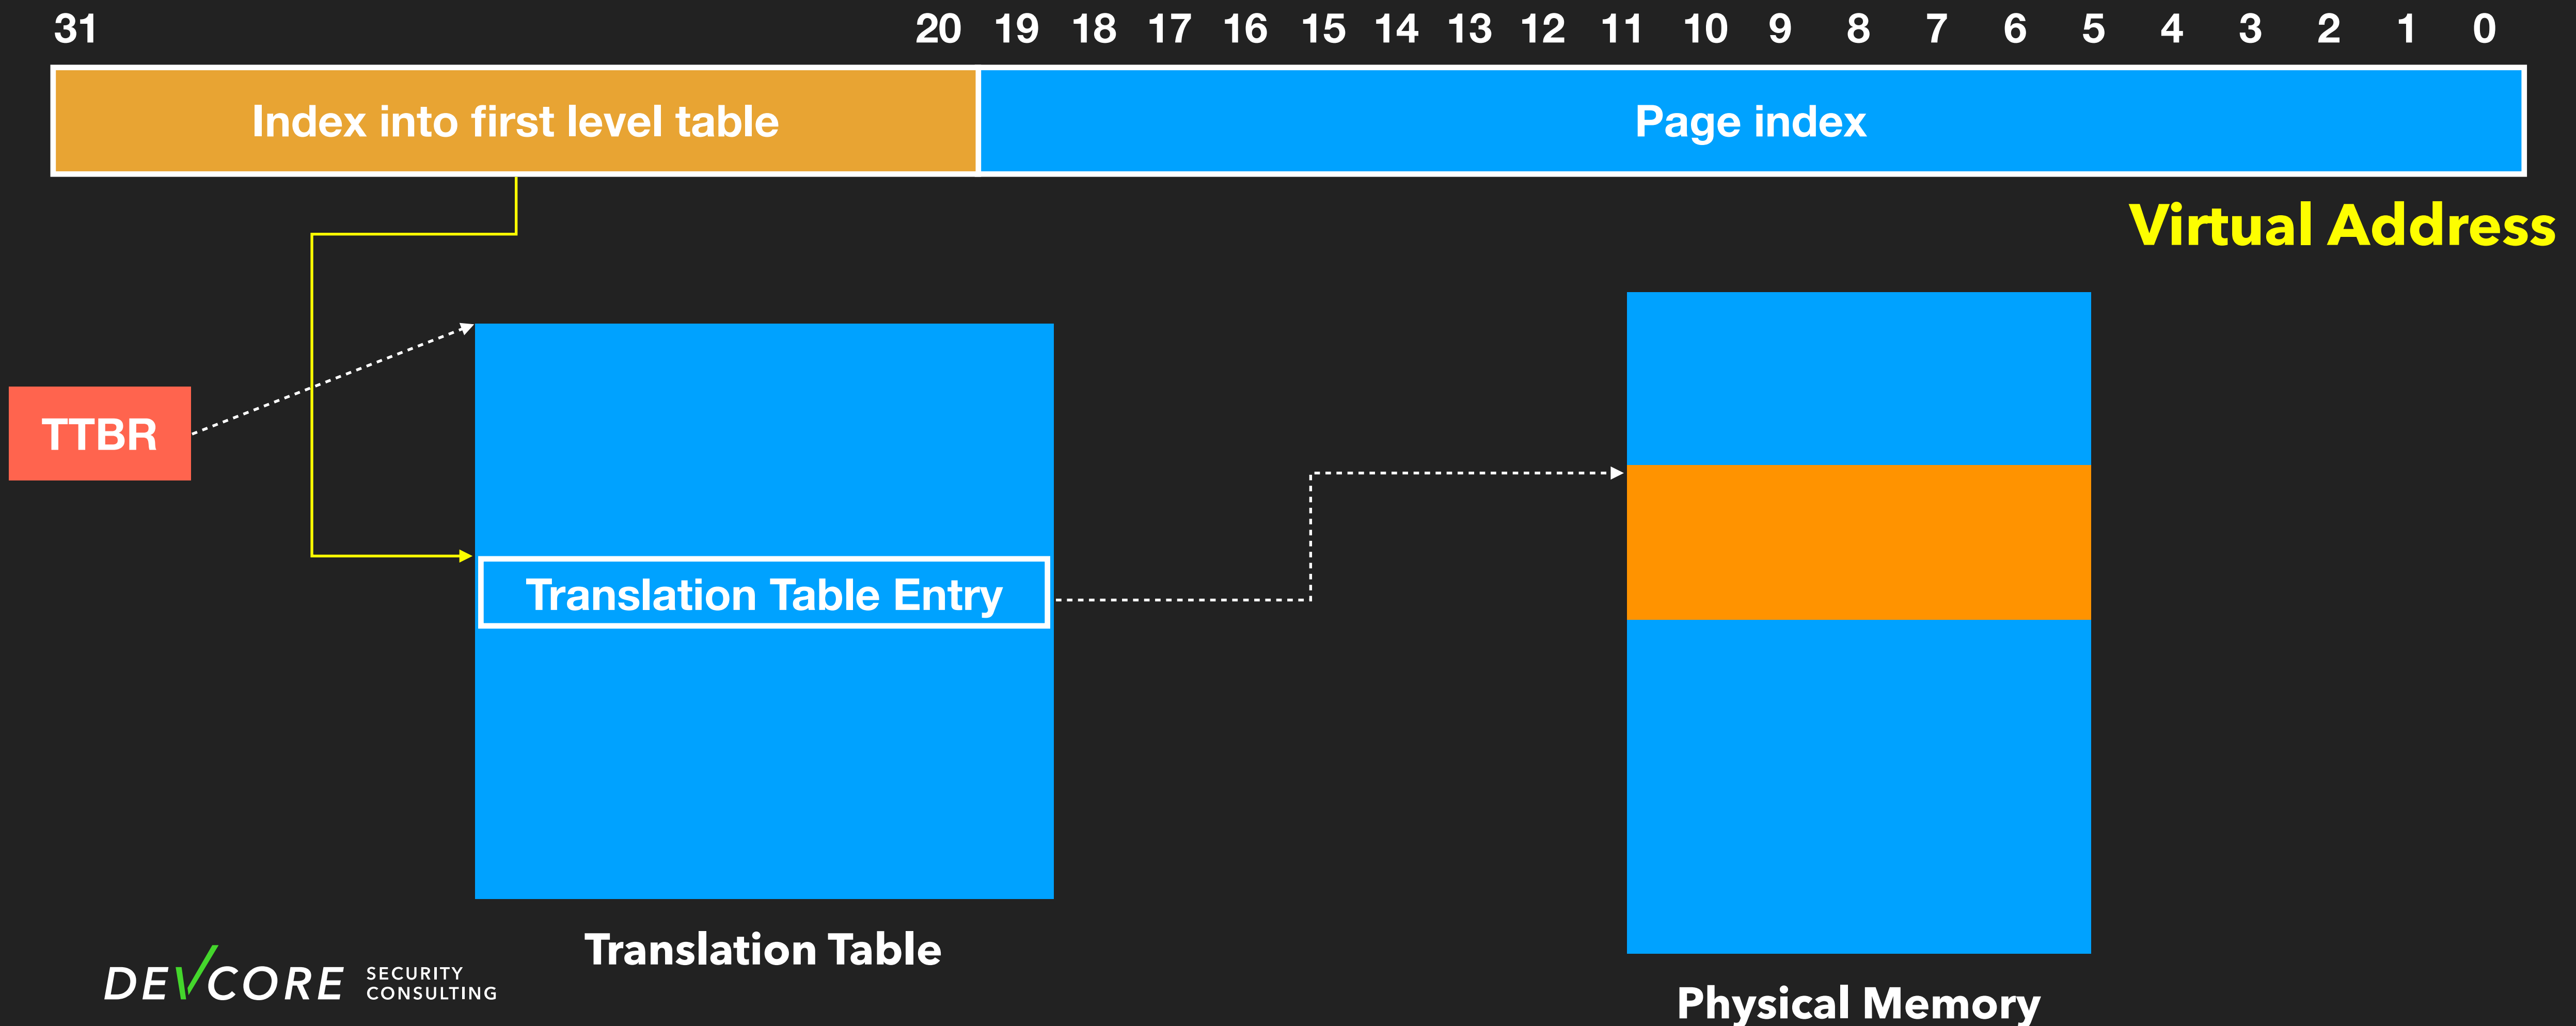 31 20 19 18 17 16 15 14 13 12 11 10 9 8 7 6 5 4 3 2 1 0
Index into first level table
Page index
Virtual Address
TTBR
Translation Table Entry
Translation Table
Physical Memory
DEVCORE
SECURITY
CONSULTING